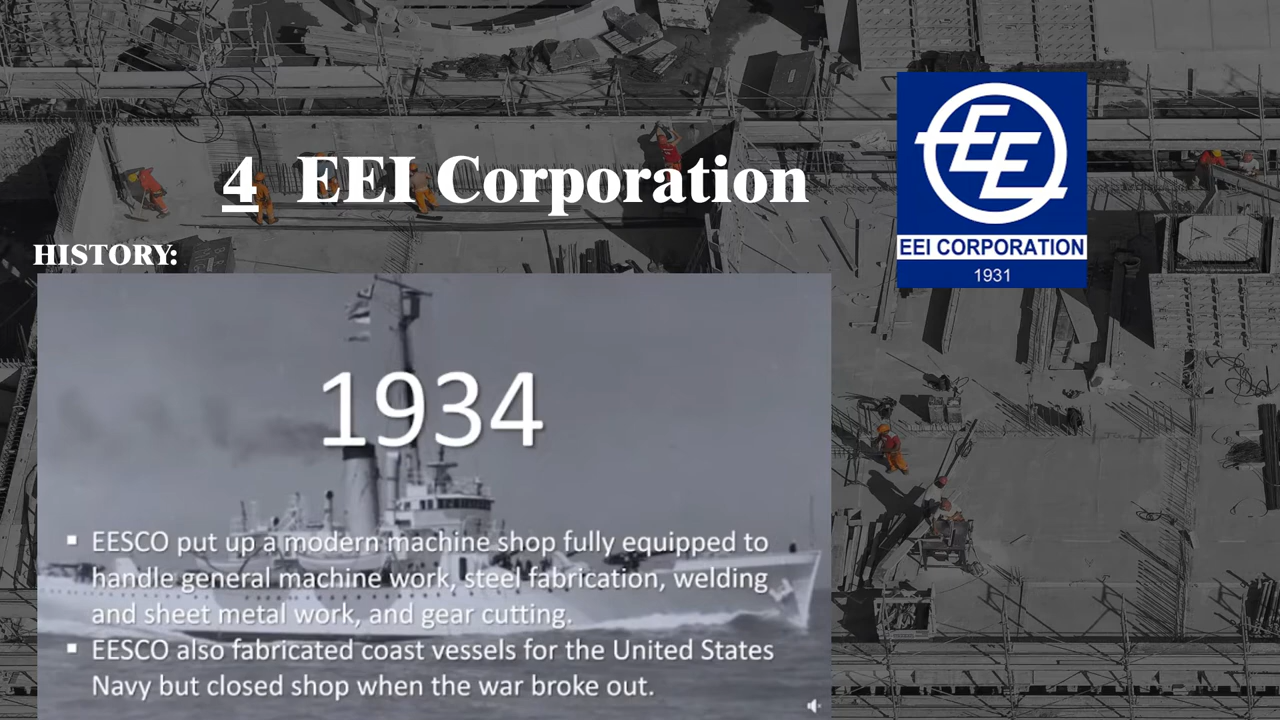 4 EEI Corporation
EE
EEI CORPORATION
1931
HISTORY:
1934
▪ EESCO put up a modern machine shop fully equipped to
handle general machine work, steel fabrication, welding
and sheet metal work, and gear cutting.
▪ EESCO also fabricated coast vessels for the United States
Navy but closed shop when the war broke out.